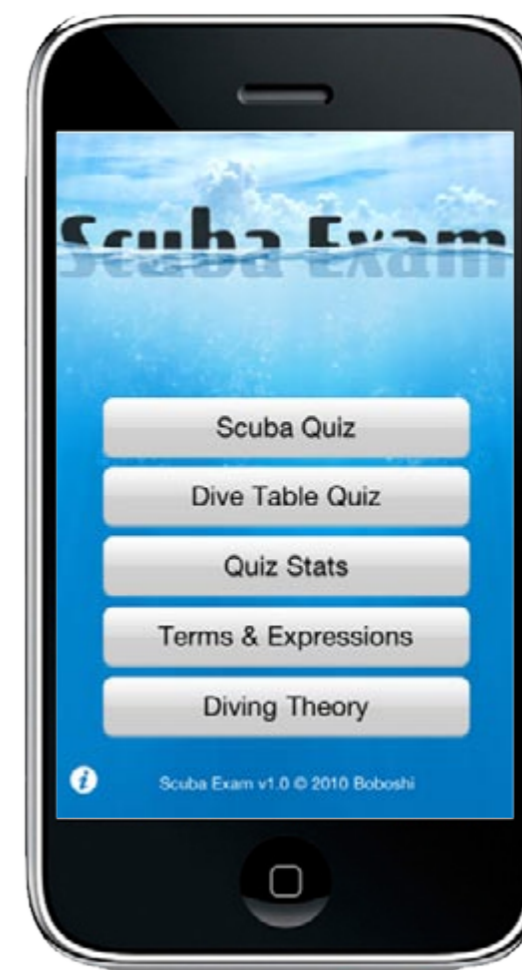 Scuba Exam
Scuba Quiz
Dive Table Quiz
Quiz Stats
Terms & Expressions
Diving Theory
i
Scuba Exam v1.0 © 2010 Boboshi